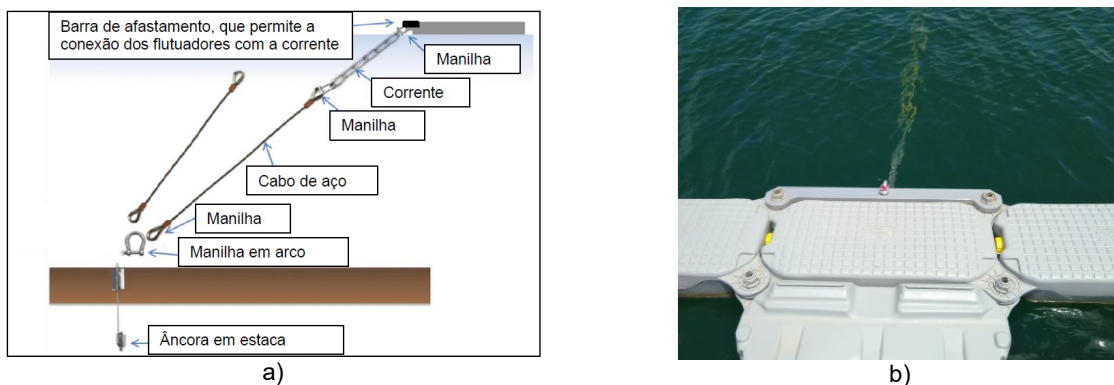 Barra de afastamento, que permite a
conexão dos flutuadores com a corrente
Manilha
Corrente
Manilha
Cabo de aço
Manilha
Manilha em arco
Âncora em estaca
a)
b)